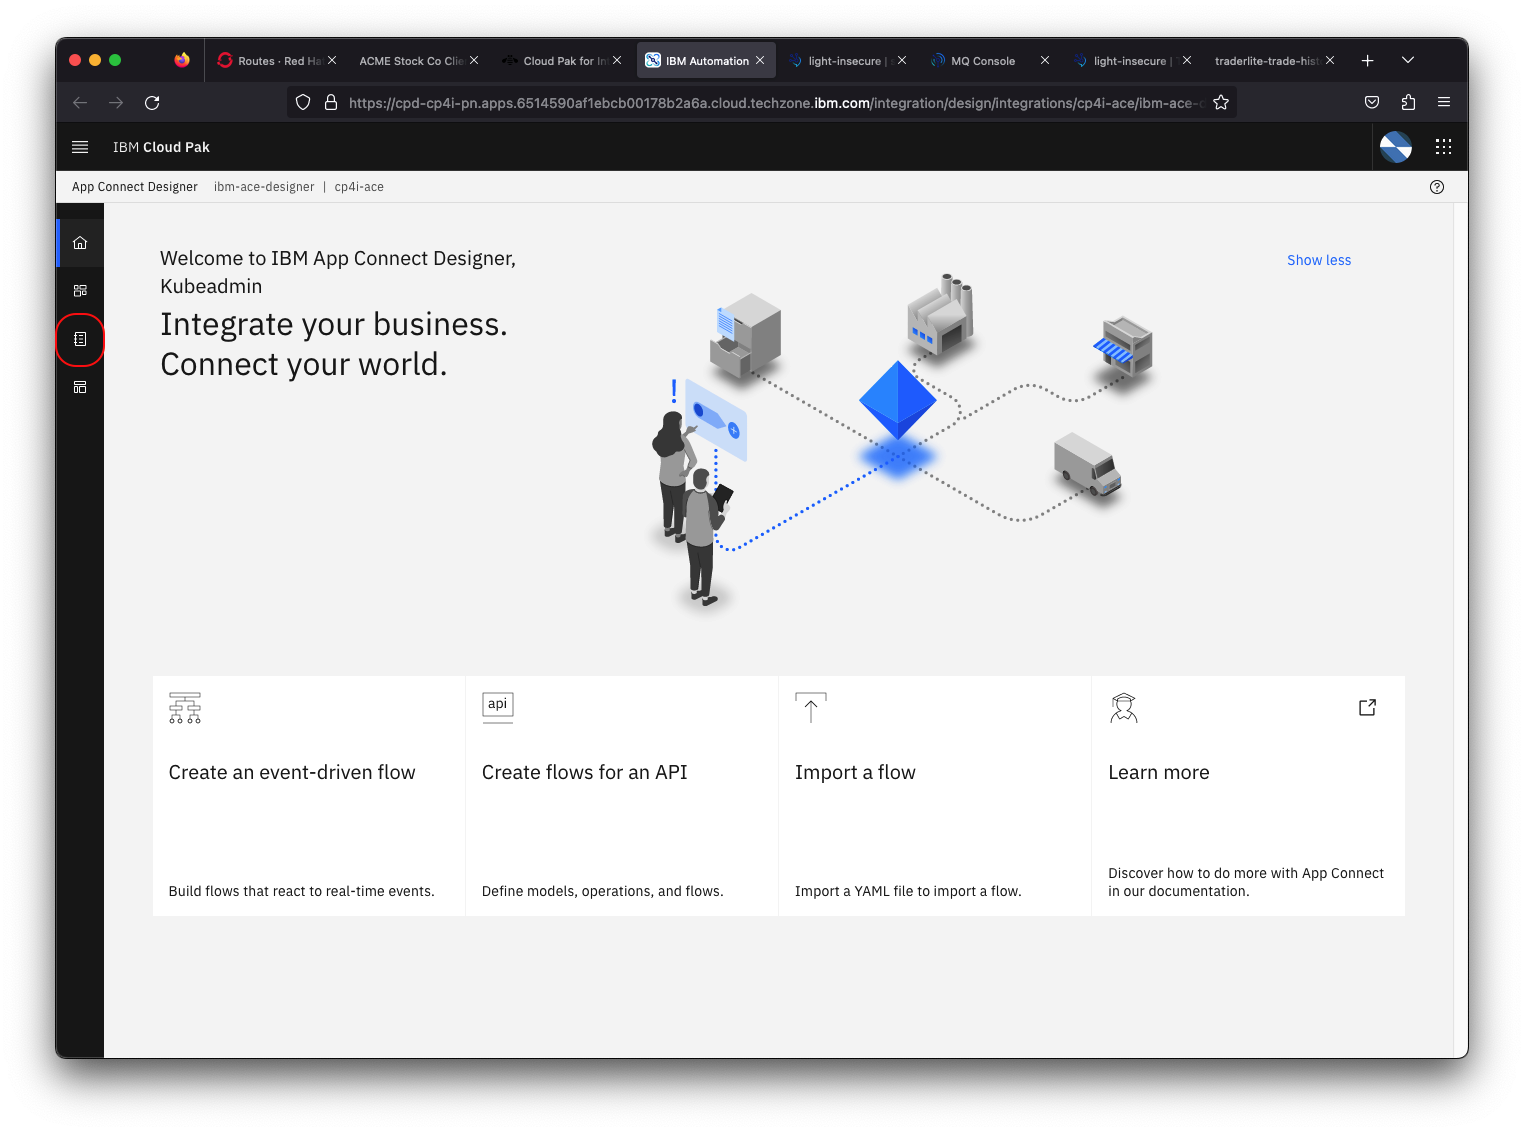 Routes · Red Ha
ACME Stock Co Clie
Cloud Pak for In
IBM Automation
light-insecure |
MQ Console
light-insecure |
traderlite-trade-hist
https://cpd-cp4i-pn.apps.6514590af1ebcb00178b2a6a.cloud.techzone.ibm.com/integration/design/integrations/cp4i-ace/ibm-ace-
IBM Cloud Pak
App Connect Designer ibm-ace-designer | cp4i-ace
Welcome to IBM App Connect Designer,
Kubeadmin
Show less
Integrate your business.
Connect your world.
!
api
Create an event-driven flow
Build flows that react to real-time events.
Create flows for an API
Define models, operations, and flows.
Import a flow
Import a YAML file to import a flow.
Learn more
Discover how to do more with App Connect
in our documentation.